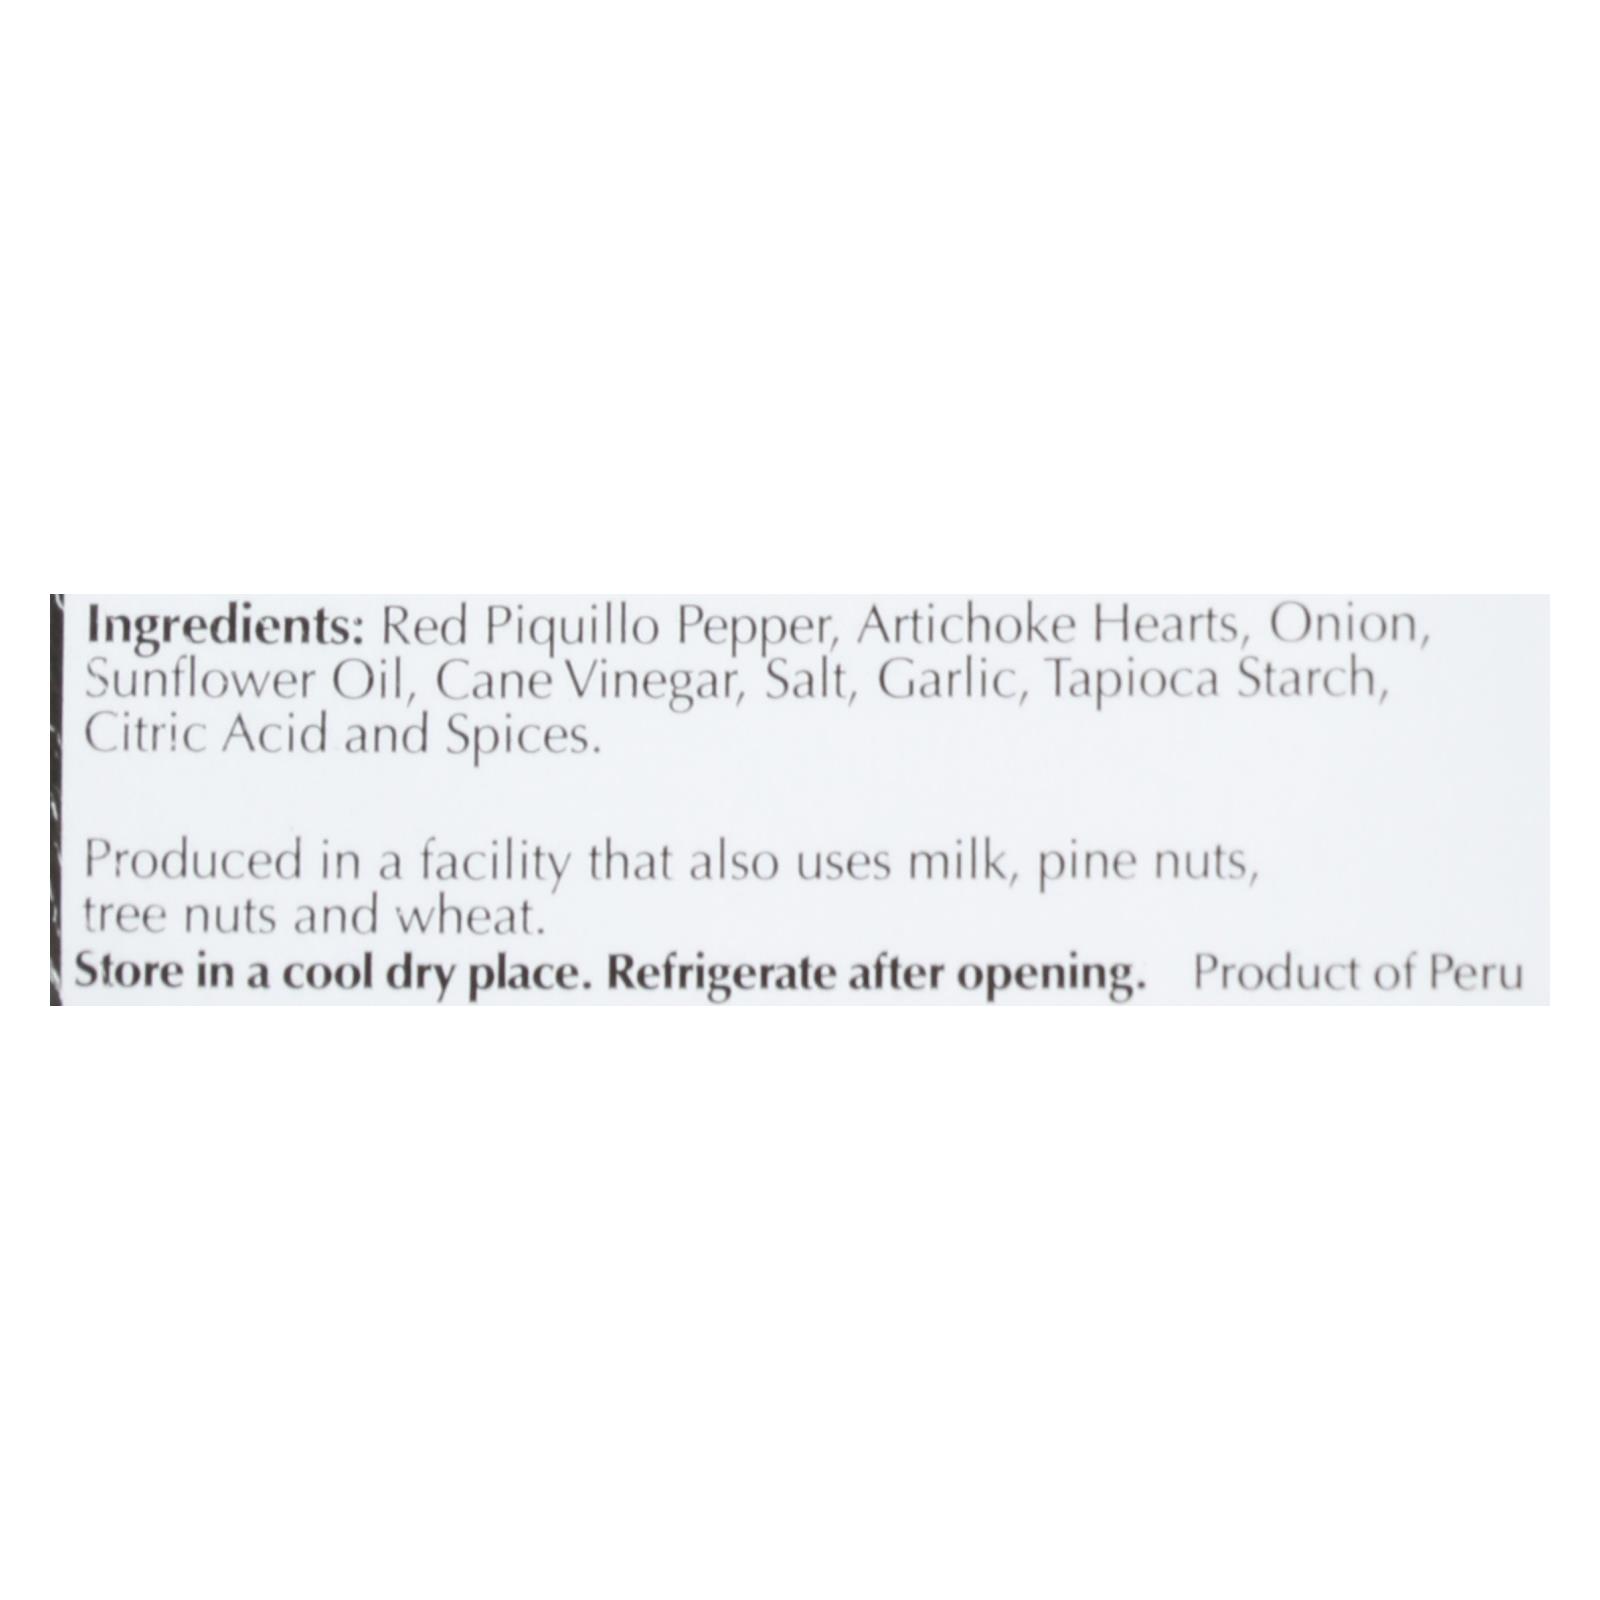 Ingredients: Red Piquillo Pepper, Artichoke Hearts, Onion,
Sunflower Oil, Cane Vinegar, Salt, Garlic, Tapioca Starch,
Citric Acid and Spices.
Produced in a facility that also uses milk, pine nuts,
tree nuts and wheat.
Store in a cool dry place. Refrigerate after opening. Product of Peru